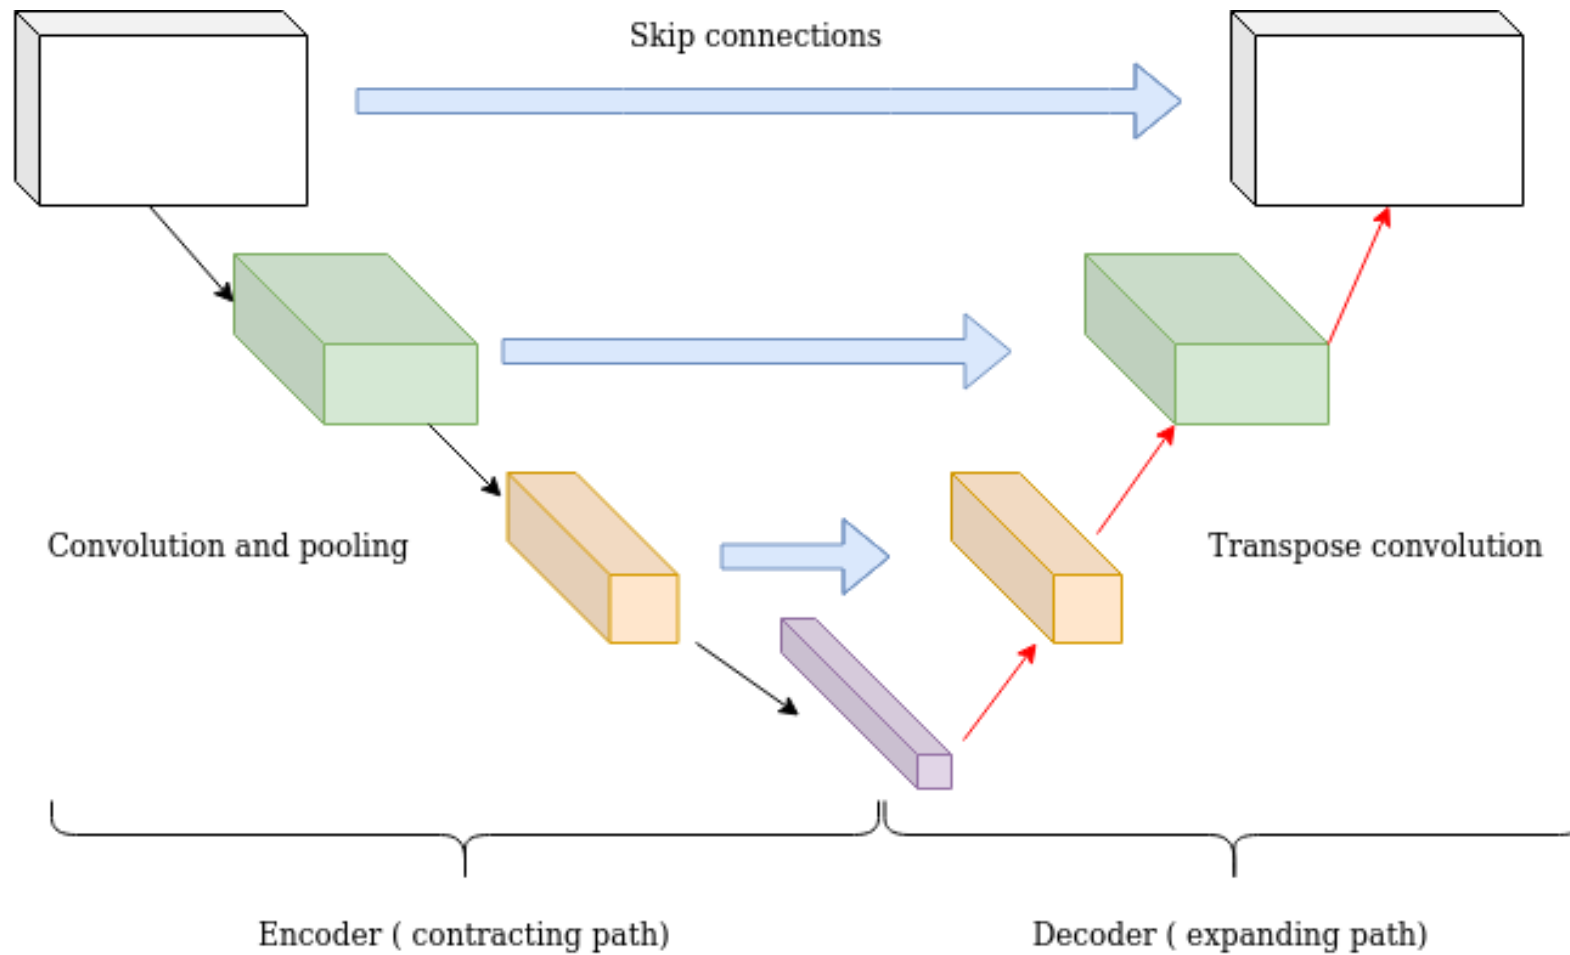 Skip connections
Convolution and pooling
Transpose convolution
Encoder ( contracting path)
Decoder ( expanding path)